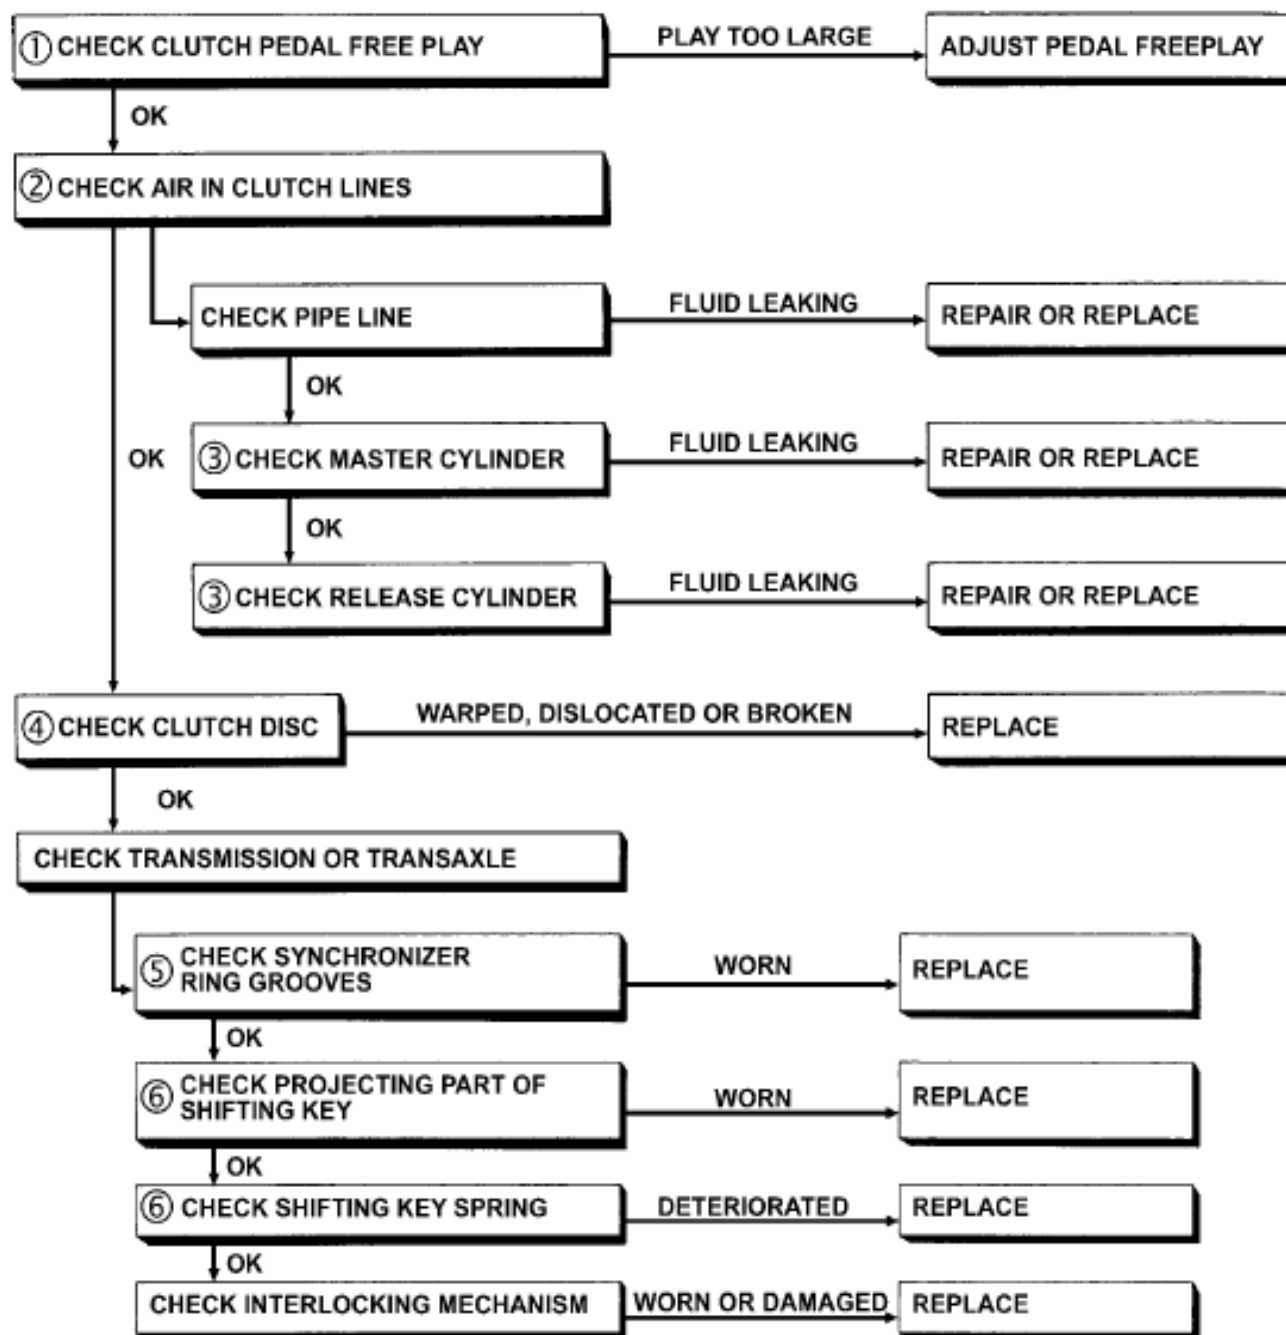 ① CHECK CLUTCH PEDAL FREE PLAY
PLAY TOO LARGE
ADJUST PEDAL FREEPLAY
OK
② CHECK AIR IN CLUTCH LINES
CHECK PIPE LINE
FLUID LEAKING
REPAIR OR REPLACE
OK
OK
③ CHECK MASTER CYLINDER
FLUID LEAKING
REPAIR OR REPLACE
OK
③ CHECK RELEASE CYLINDER
FLUID LEAKING
REPAIR OR REPLACE
④ CHECK CLUTCH DISC
WARPED, DISLOCATED OR BROKEN
REPLACE
OK
CHECK TRANSMISSION OR TRANSAXLE
⑤ CHECK SYNCHRONIZER
RING GROOVES
WORN
REPLACE
OK
⑥ CHECK PROJECTING PART OF
SHIFTING KEY
WORN
REPLACE
OK
⑥ CHECK SHIFTING KEY SPRING
DETERIORATED
REPLACE
OK
CHECK INTERLOCKING MECHANISM
WORN OR DAMAGED
REPLACE